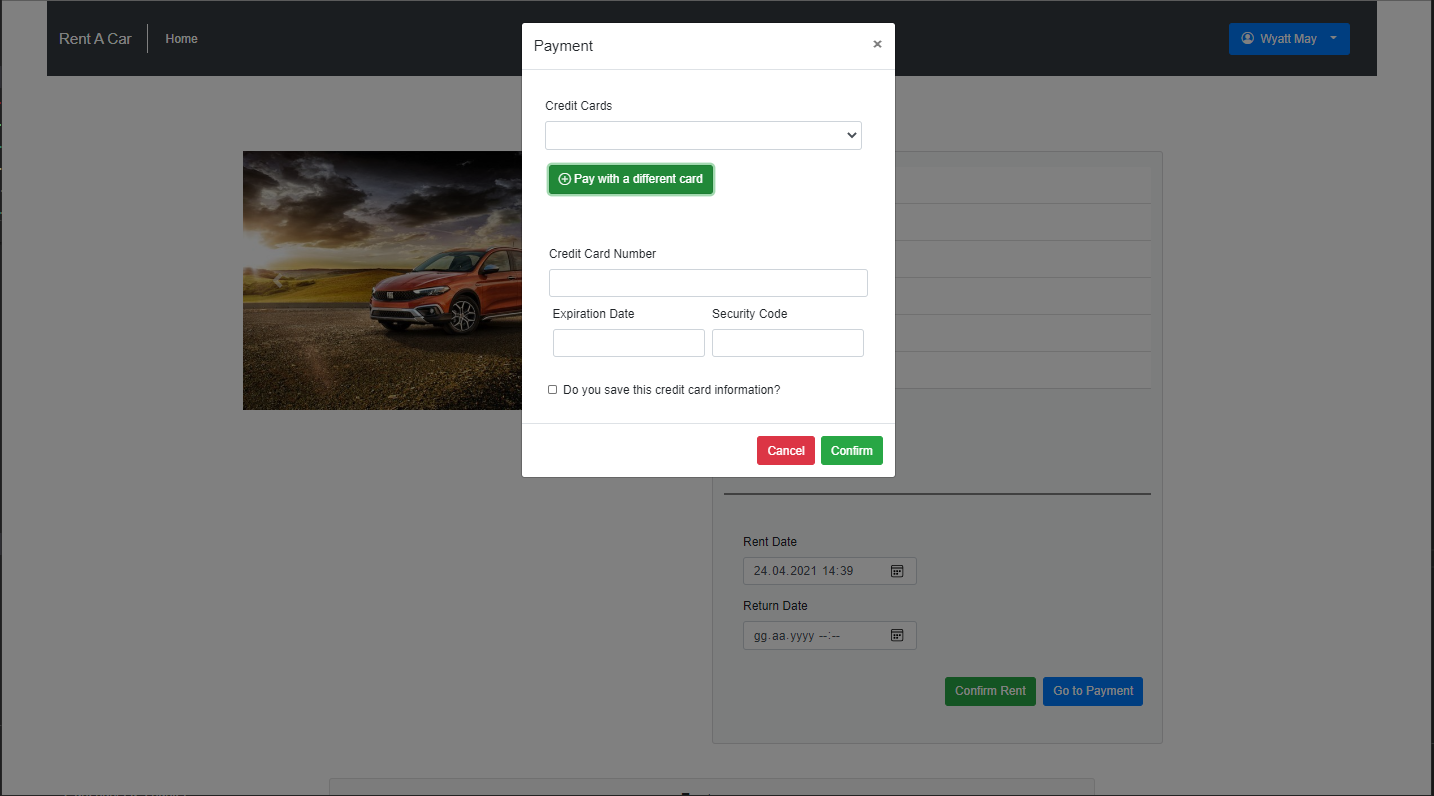 Rent A Car
Home
Wyatt May
Payment
×
Credit Cards
Pay with a different card
Credit Card Number
Expiration Date
Security Code
Do you save this credit card information?
Cancel
Confirm
Rent Date
24.04.2021 14:39
Return Date
gg.aa.yyyy --:--
Confirm Rent
Go to Payment